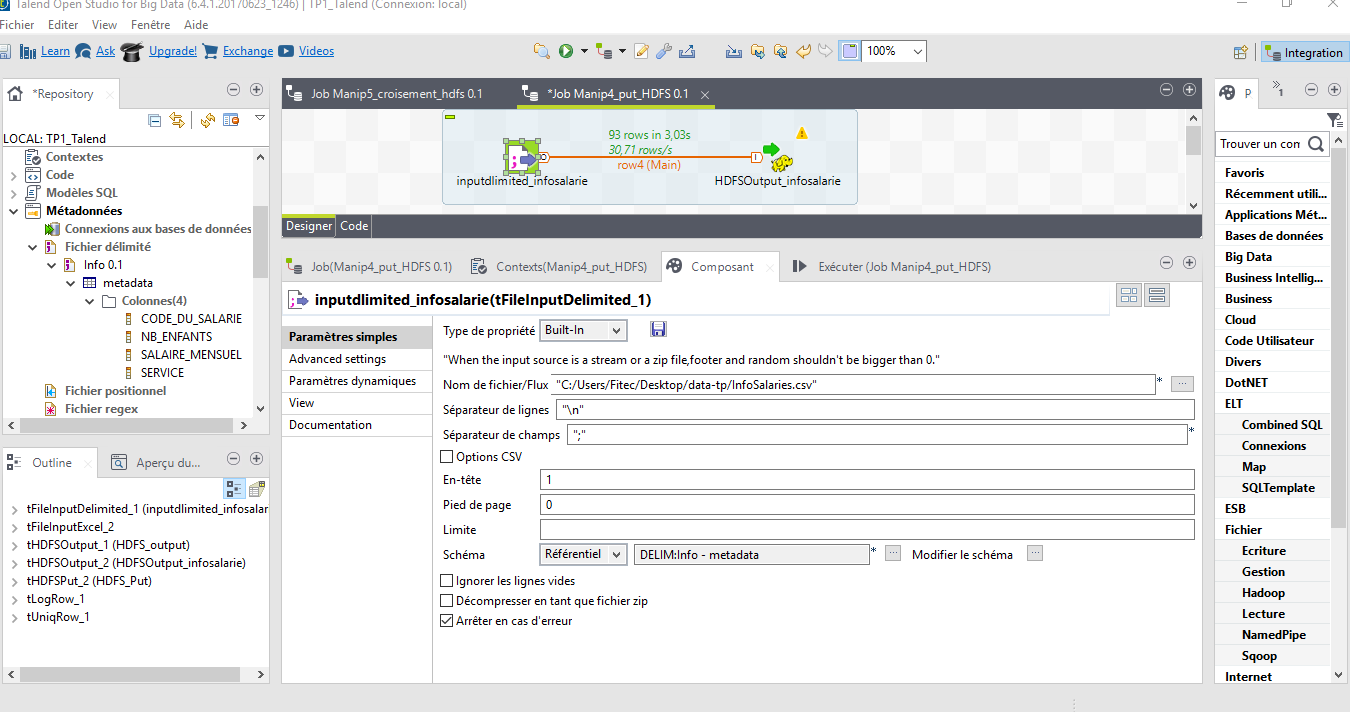 Talend Open Studio for Big Data (6.4.1.20170623_1246) | TP1_Talend (Connexion: local)
Fichier Editer View Fenêtre Aide
Learn Ask Upgrade! Exchange Videos 100% Integration
*Repository
LOCAL: TP1_Talend
Contextes
Code
Modèles SQL
Métadonnées
Connexions aux bases de données
Fichier délimité
Info 0.1
metadata
Colonnes(4)
CODE_DU_SALARIE
NB_ENFANTS
SALAIRE_MENSUEL
SERVICE
Fichier positionnel
Fichier regex
Outline Aperçu du...
tFileInputDelimited_1 (inputdlimited_infosalar
tFileInputExcel_2
tHDFSOutput_1 (HDFS_output)
tHDFSOutput_2 (HDFSOutput_infosalarie)
tHDFSPut_2 (HDFS_Put)
tLogRow_1
tUniqRow_1
Job Manip5_croisement_hdfs 0.1 *Job Manip4_put_HDFS 0.1
93 rows in 3,03s
30,71 rows/s
row4 (Main)
inputdlimited_infosalarie HDFSOutput_infosalarie
Designer Code
Job(Manip4_put_HDFS 0.1) Contexts(Manip4_put_HDFS) Composant Exécuter (Job Manip4_put_HDFS)
inputdlimited_infosalarie(tFileInputDelimited_1)
Paramètres simples
Advanced settings
Paramètres dynamiques
View
Documentation
Type de propriété Built-In
"When the input source is a stream or a zip file,footer and random shouldn't be bigger than 0."
Nom de fichier/Flux "C:/Users/Fitec/Desktop/data-tp/InfoSalaries.csv" * ...
Séparateur de lignes "\n"
Séparateur de champs ";" *
Options CSV
En-tête 1
Pied de page 0
Limite
Schéma Référentiel DELIM:Info - metadata * ... Modifier le schéma ...
Ignorer les lignes vides
Décompresser en tant que fichier zip
Arrêter en cas d'erreur
P »1
Trouver un con
Favoris
Récemment utili...
Applications Mét...
Bases de données
Big Data
Business Intellig...
Business
Cloud
Code Utilisateur
Divers
DotNET
ELT
Combined SQL
Connexions
Map
SQLTemplate
ESB
Fichier
Ecriture
Gestion
Hadoop
Lecture
NamedPipe
Sqoop
Internet